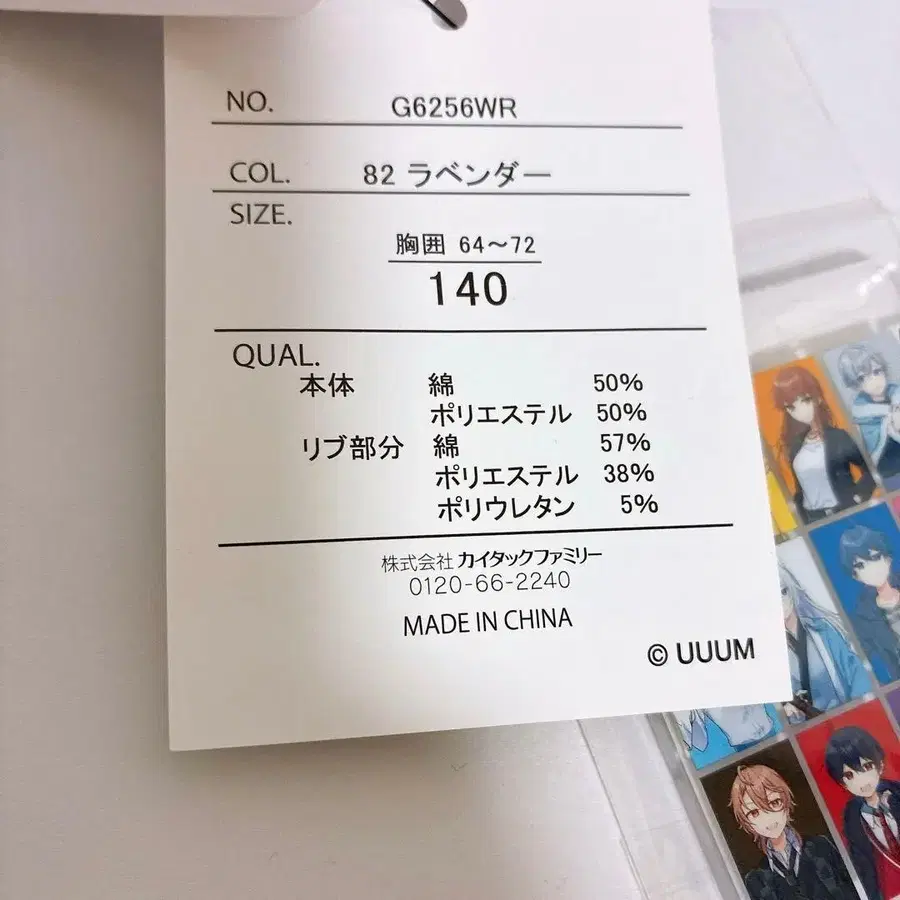 NO. G6256WR
COL. 82 ラベンダー
SIZE.
胸囲 64～72
140
QUAL.
本体 綿 50%
ポリエステル 50%
リブ部分 綿 57%
ポリエステル 38%
ポリウレタン 5%
株式会社 カイタックファミリー
0120-66-2240
MADE IN CHINA
© UUUM